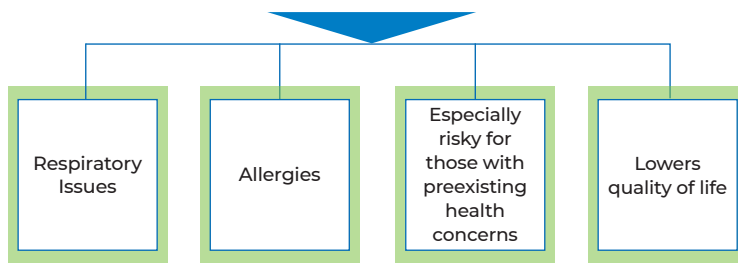 Respiratory
Issues
Allergies
Especially
risky for
those with
preexisting
health
concerns
Lowers
quality of life